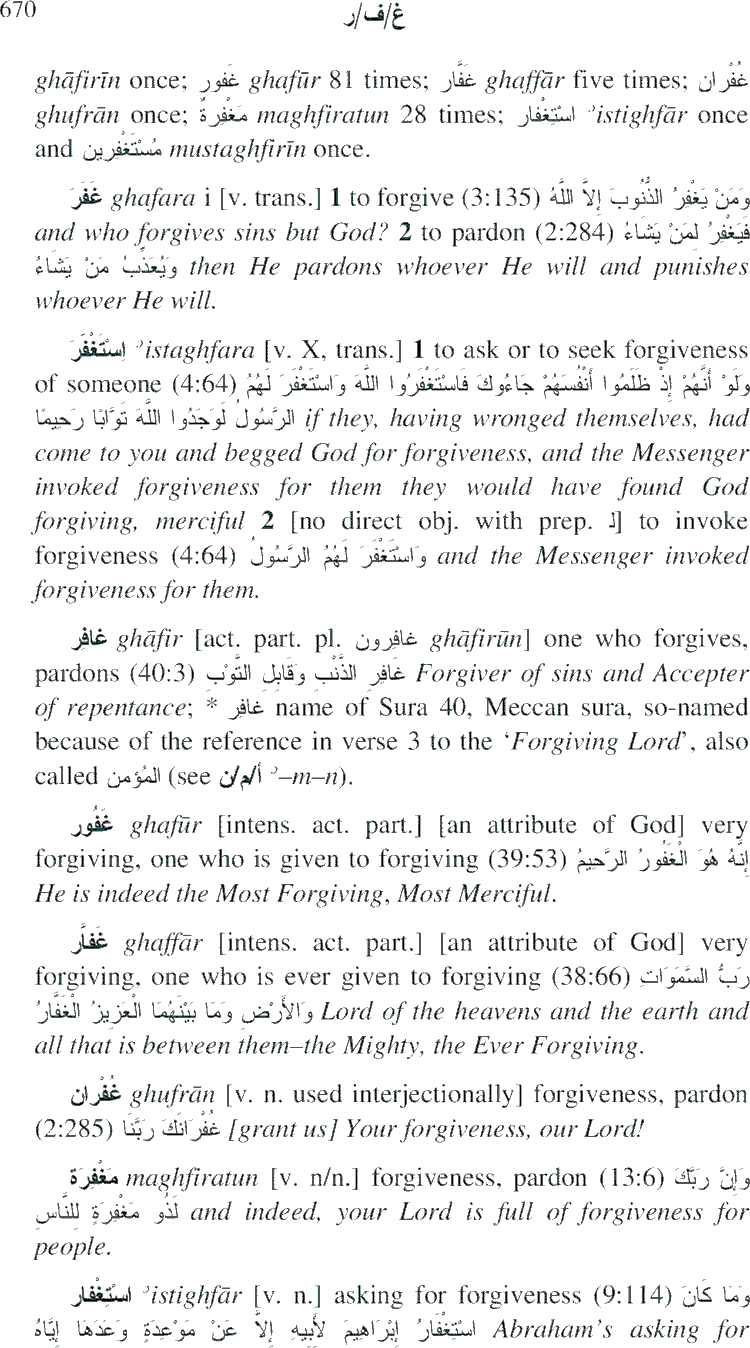 670
غ/ف/ر
ghāfirīn once; غَفور ghafūr 81 times; غَفَّار ghaffār five times; غُفْران
ghufrān once; مَغْفِرةٌ maghfiratun 28 times; اسْتِغْفار ʾistighfār once
and مُسْتَغْفِرين mustaghfirīn once.
غَفَرَ ghafara i [v. trans.] 1 to forgive (3:135) وَمَنْ يَغْفِرُ الذُّنُوبَ إِلاَّ اللَّهُ
and who forgives sins but God? 2 to pardon (2:284) فَيَغْفِرُ لِمَنْ يَشَاءُ
وَيُعَذِّبُ مَنْ يَشَاءُ then He pardons whoever He will and punishes
whoever He will.
اِسْتَغْفَرَ ʾistaghfara [v. X, trans.] 1 to ask or to seek forgiveness
of someone (4:64) وَلَوْ أَنَّهُمْ إِذْ ظَلَمُوا أَنْفُسَهُمْ جَاءُوكَ فَاسْتَغْفَرُوا اللَّهَ وَاسْتَغْفَرَ لَهُمُ
الرَّسُولُ لَوَجَدُوا اللَّهَ تَوَّابًا رَحِيمًا if they, having wronged themselves, had
come to you and begged God for forgiveness, and the Messenger
invoked forgiveness for them they would have found God
forgiving, merciful 2 [no direct obj. with prep. لـ] to invoke
forgiveness (4:64) وَاسْتَغْفَرَ لَهُمُ الرَّسُولُ and the Messenger invoked
forgiveness for them.
غافِر ghāfir [act. part. pl. غافِرون ghāfirūn] one who forgives,
pardons (40:3) غَافِرِ الذَّنْبِ وَقَابِلِ التَّوْبِ Forgiver of sins and Accepter
of repentance; * غافِر name of Sura 40, Meccan sura, so-named
because of the reference in verse 3 to the ‘Forgiving Lord’, also
called المُؤمن (see أ/م/ن ʾ–m–n).
غَفُور ghafūr [intens. act. part.] [an attribute of God] very
forgiving, one who is given to forgiving (39:53) إِنَّهُ هُوَ الْغَفُورُ الرَّحِيمُ
He is indeed the Most Forgiving, Most Merciful.
غَفَّار ghaffār [intens. act. part.] [an attribute of God] very
forgiving, one who is ever given to forgiving (38:66) رَبُّ السَّمَوَاتِ
وَالأَرْضِ وَمَا بَيْنَهُمَا الْعَزِيزُ الْغَفَّارُ Lord of the heavens and the earth and
all that is between them–the Mighty, the Ever Forgiving.
غُفْران ghufrān [v. n. used interjectionally] forgiveness, pardon
(2:285) غُفْرَانَكَ رَبَّنَا [grant us] Your forgiveness, our Lord!
مَغْفِرَة maghfiratun [v. n/n.] forgiveness, pardon (13:6) وَإِنَّ رَبَّكَ
لَذُو مَغْفِرَةٍ لِلنَّاسِ and indeed, your Lord is full of forgiveness for
people.
اسْتِغْفار ʾistighfār [v. n.] asking for forgiveness (9:114) وَمَا كَانَ
اسْتِغْفَارُ إِبْرَاهِيمَ لأَبِيهِ إِلاَّ عَنْ مَوْعِدَةٍ وَعَدَهَا إِيَّاهُ Abraham’s asking for